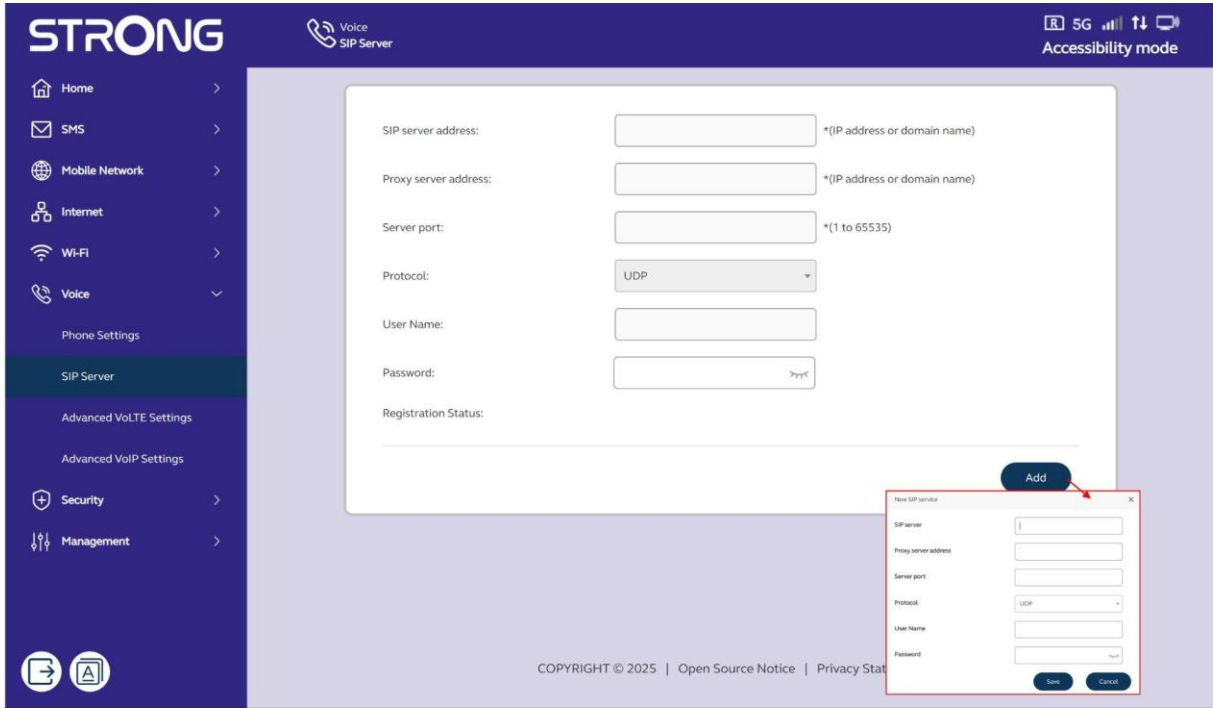 STRONG
Voice
SIP Server
R 5G
Accessibility mode
Home
SMS
Mobile Network
Internet
Wi-Fi
Voice
Phone Settings
SIP Server
Advanced VoLTE Settings
Advanced VoIP Settings
Security
Management
A
SIP server address: *(IP address or domain name)
Proxy server address: *(IP address or domain name)
Server port: *(1 to 65535)
Protocol: UDP
User Name:
Password:
Registration Status:
Add
New SIP service
SIP server
Proxy server address
Server port
Protocol UDP
User Name
Password
Save Cancel
COPYRIGHT © 2025 | Open Source Notice | Privacy Stat